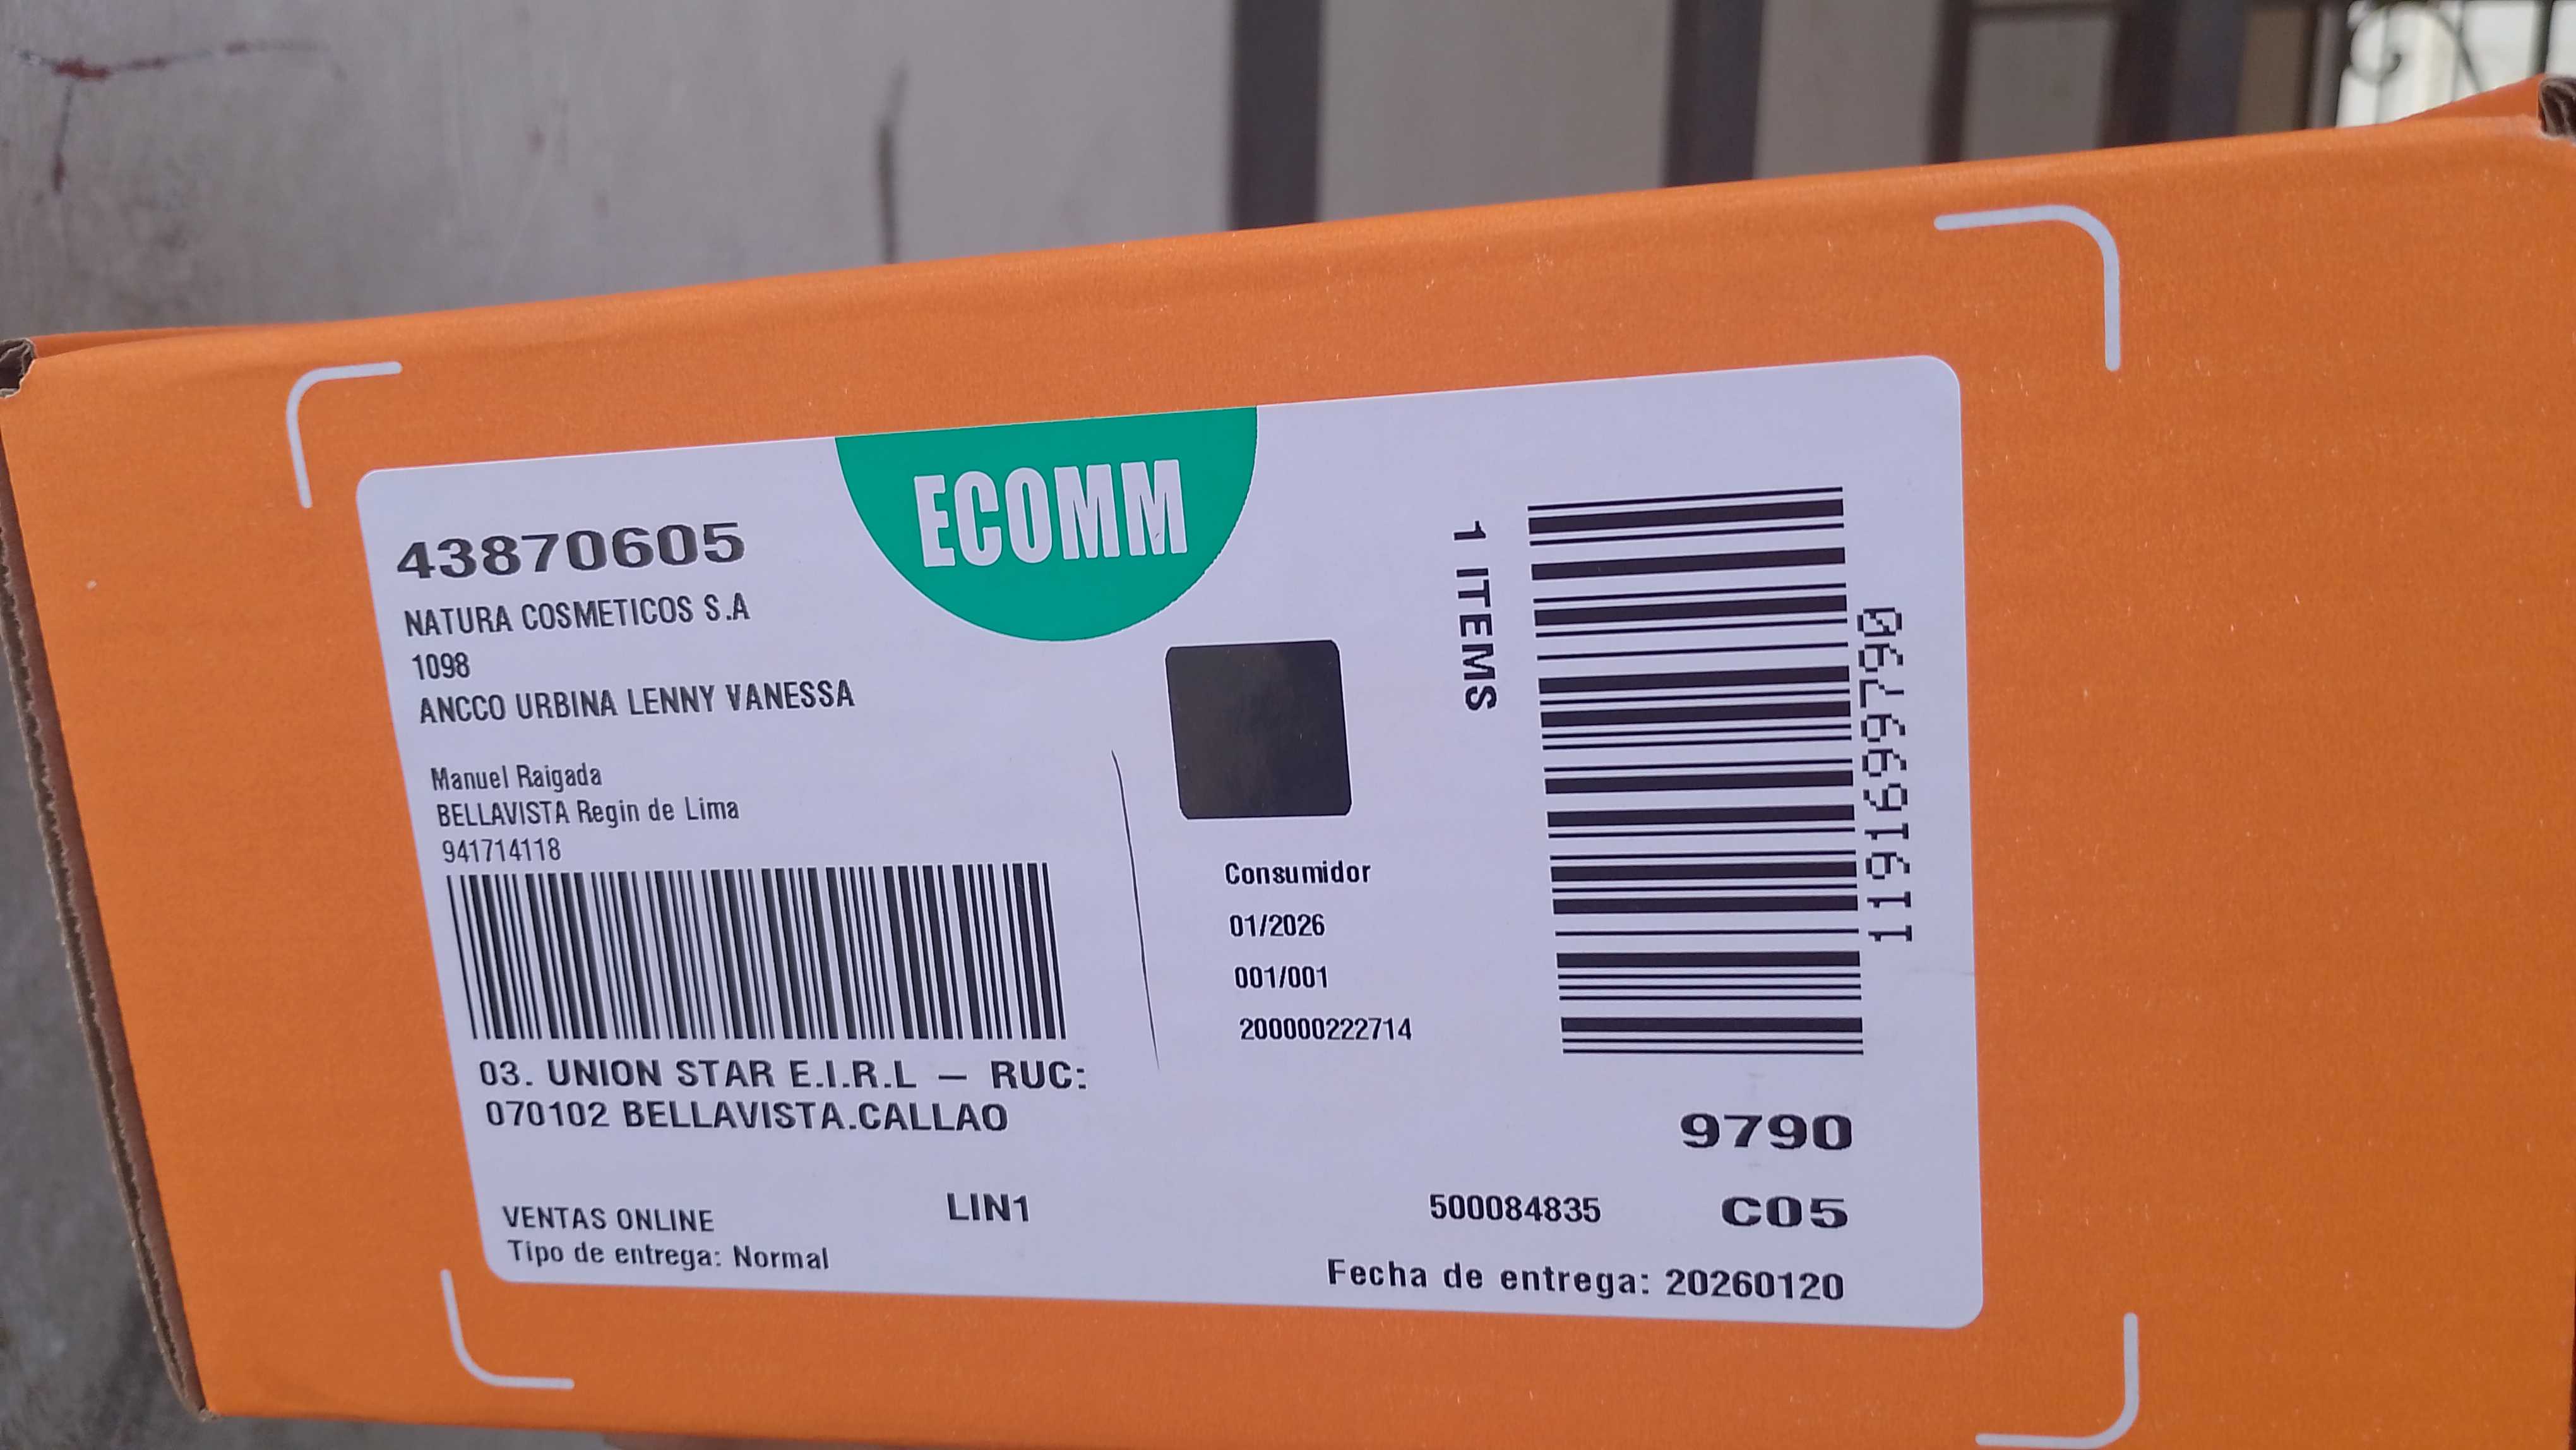 ECOMM
43870605
NATURA COSMETICOS S.A
1098
ANCCO URBINA LENNY VANESSA
Manuel Raigada
BELLAVISTA Regin de Lima
941714118
03. UNION STAR E.I.R.L – RUC:
070102 BELLAVISTA.CALLAO
VENTAS ONLINE
Tipo de entrega: Normal
LIN1
Consumidor
01/2026
001/001
200000222714
1 ITEMS
11916699790
9790
500084835 C05
Fecha de entrega: 20260120